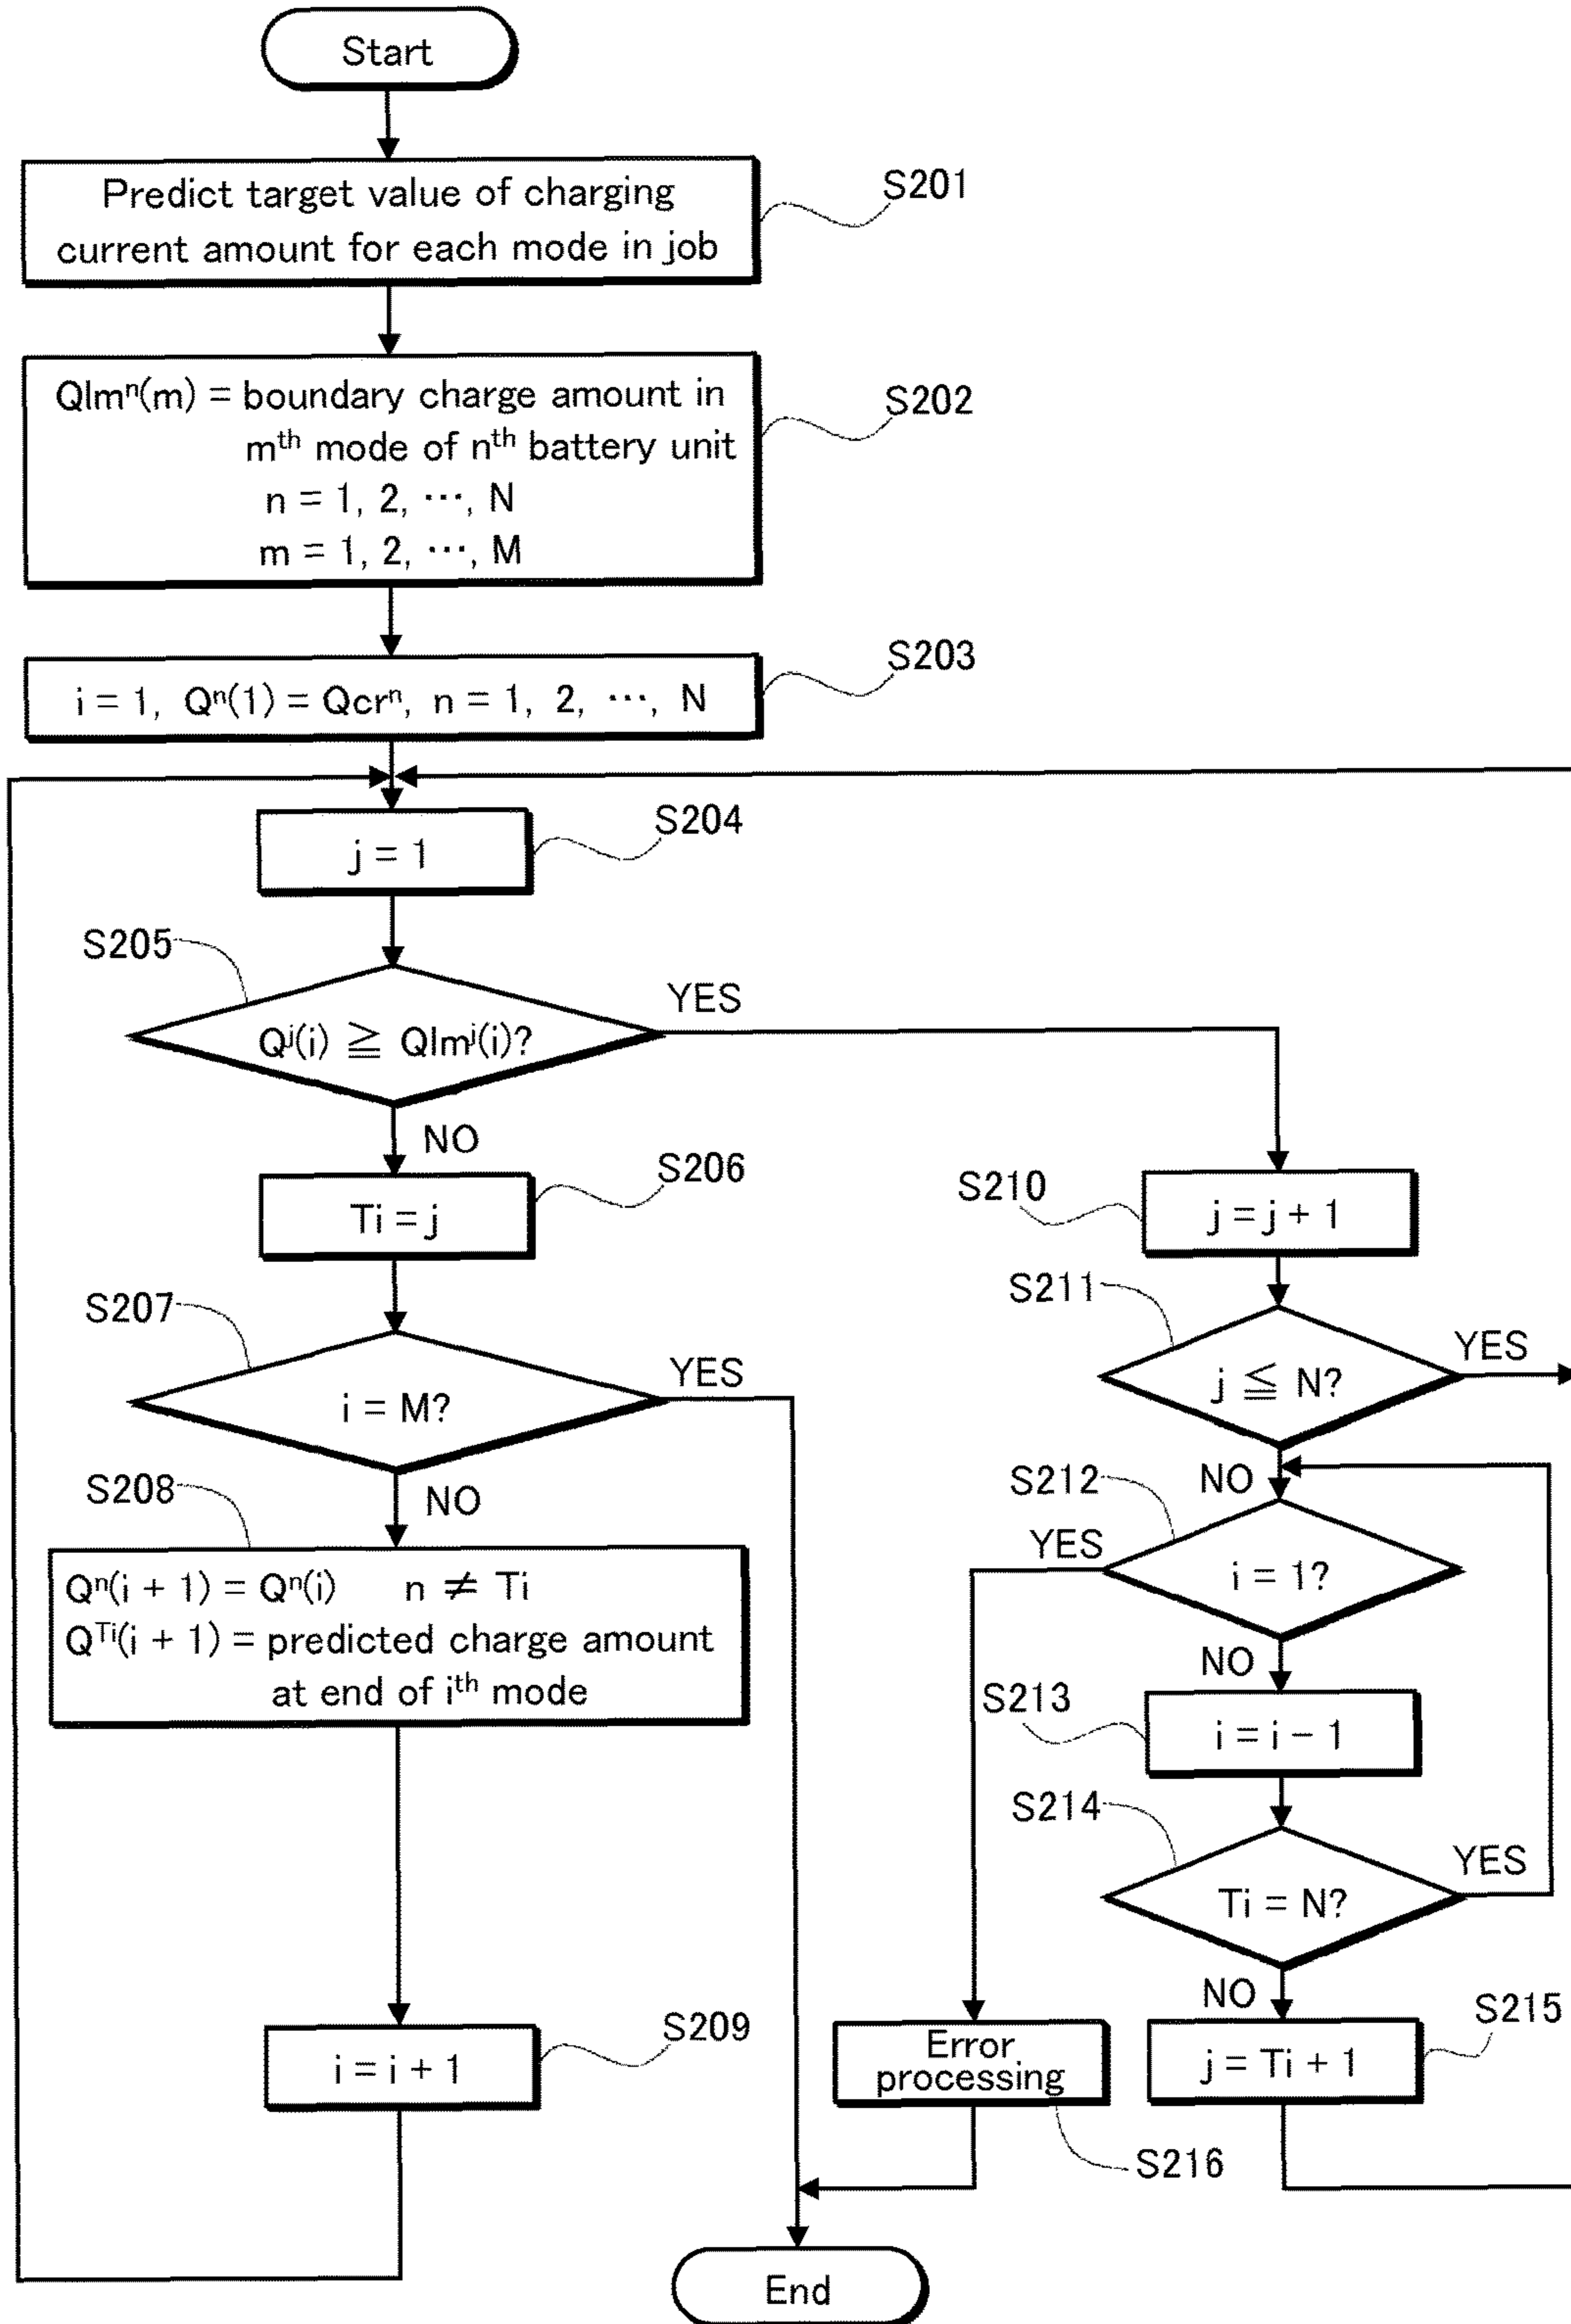 Start
Predict target value of charging
current amount for each mode in job
S201
Qlmⁿ(m) = boundary charge amount in
mᵗʰ mode of nᵗʰ battery unit
n = 1, 2, ⋯, N
m = 1, 2, ⋯, M
S202
i = 1, Qⁿ(1) = Qcrⁿ, n = 1, 2, ⋯, N
S203
j = 1
S204
S205
Qʲ(i) ≧ Qlmʲ(i)?
YES
NO
Ti = j
S206
S207
i = M?
YES
NO
S208
Qⁿ(i + 1) = Qⁿ(i) n ≠ Ti
Qᵀⁱ(i + 1) = predicted charge amount
at end of iᵗʰ mode
i = i + 1
S209
S210
j = j + 1
S211
j ≦ N?
YES
NO
S212
i = 1?
YES
NO
S213
i = i − 1
S214
Ti = N?
YES
NO
S215
j = Ti + 1
Error
processing
S216
End